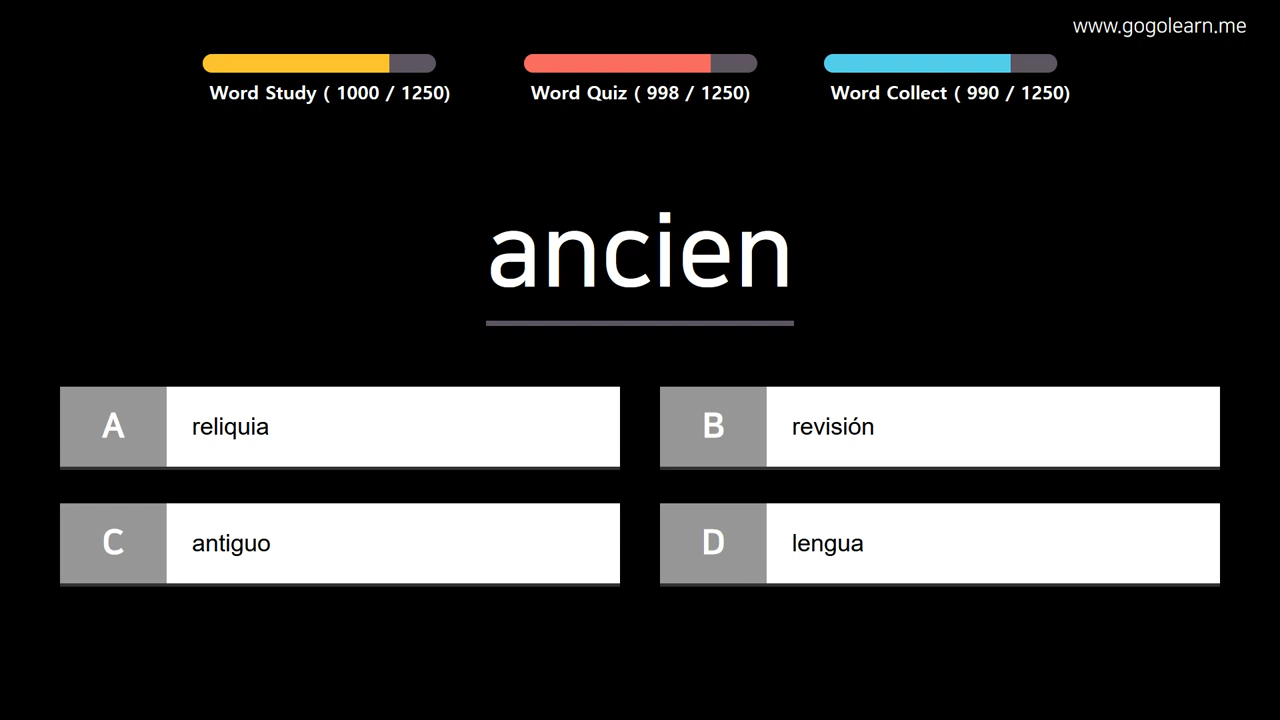 www.gogolearn.me
Word Study ( 1000 / 1250)
Word Quiz ( 998 / 1250)
Word Collect ( 990 / 1250)
ancien
A reliquia
B revisión
C antiguo
D lengua